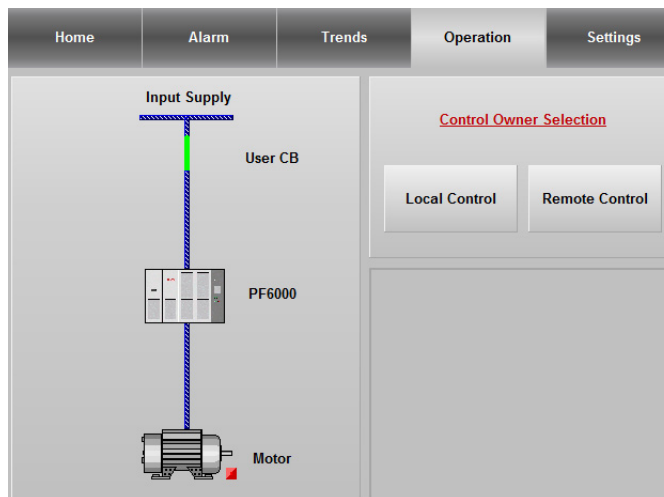 Home
Alarm
Trends
Operation
Settings
Input Supply
User CB
PF6000
Motor
Control Owner Selection
Local Control
Remote Control